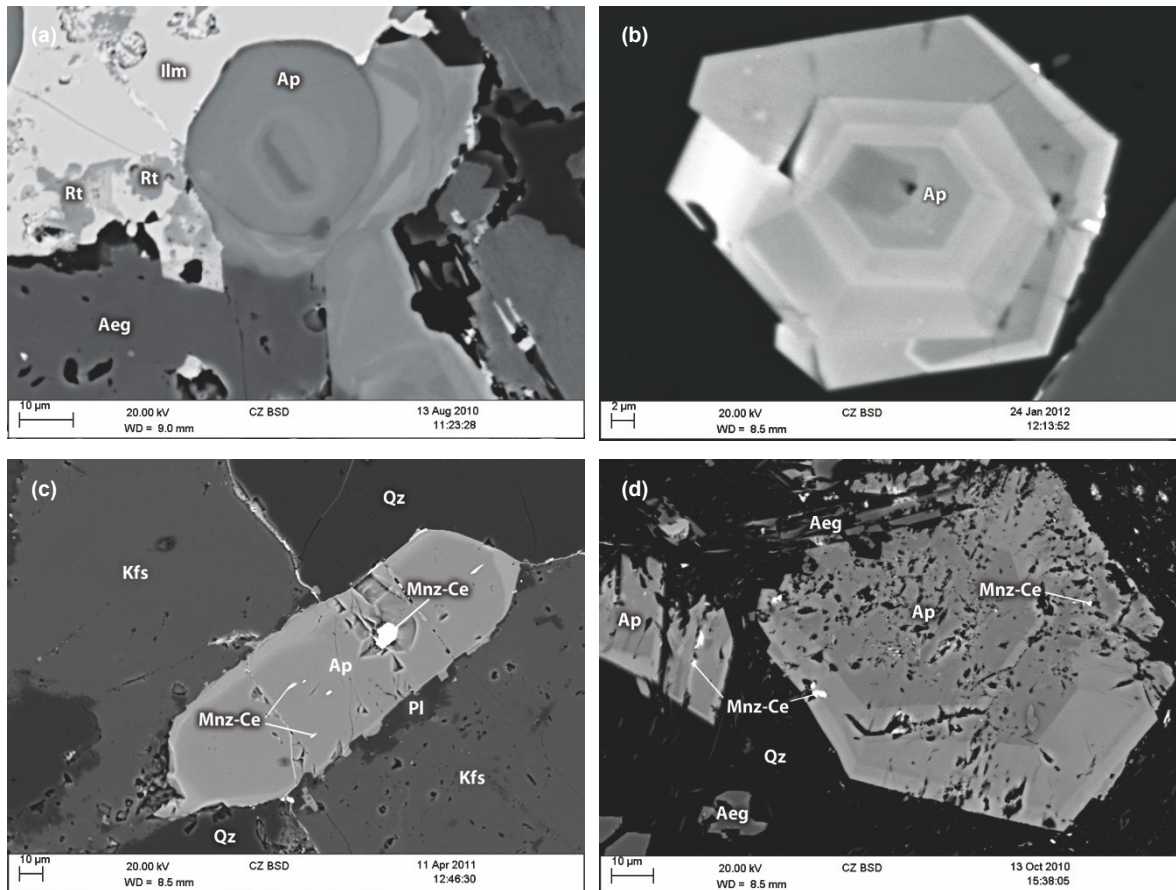 (a)
Ilm
Ap
Rt
Rt
Aeg
10 µm
20.00 kV
CZ BSD
13 Aug 2010
WD = 9.0 mm
11:23:28
(b)
Ap
2 µm
20.00 kV
CZ BSD
24 Jan 2012
WD = 8.5 mm
12:13:52
(c)
Qz
Kfs
Mnz-Ce
Ap
Mnz-Ce
Pl
Kfs
Qz
10 µm
20.00 kV
CZ BSD
11 Apr 2011
WD = 8.5 mm
12:46:30
(d)
Aeg
Mnz-Ce
Ap
Ap
Mnz-Ce
Qz
Aeg
10 µm
20.00 kV
CZ BSD
13 Oct 2010
WD = 8.5 mm
15:38:05